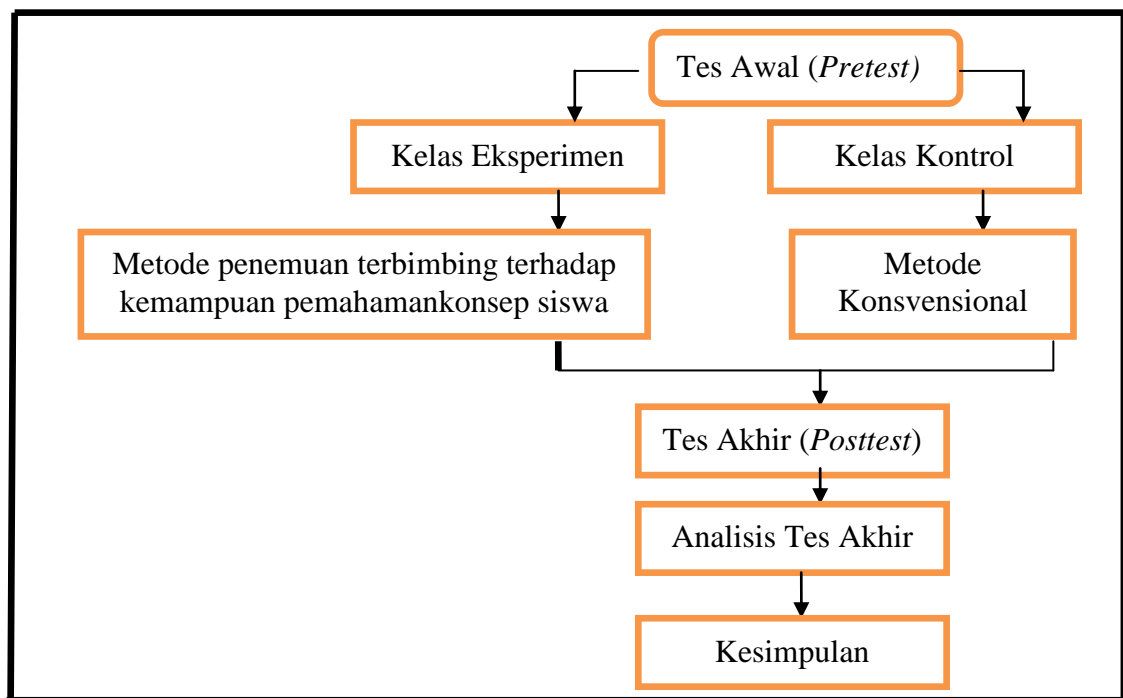 Tes Awal (Pretest)
Kelas Eksperimen
Kelas Kontrol
Metode penemuan terbimbing terhadap
kemampuan pemahamankonsep siswa
Metode
Konsvensional
Tes Akhir (Posttest)
Analisis Tes Akhir
Kesimpulan